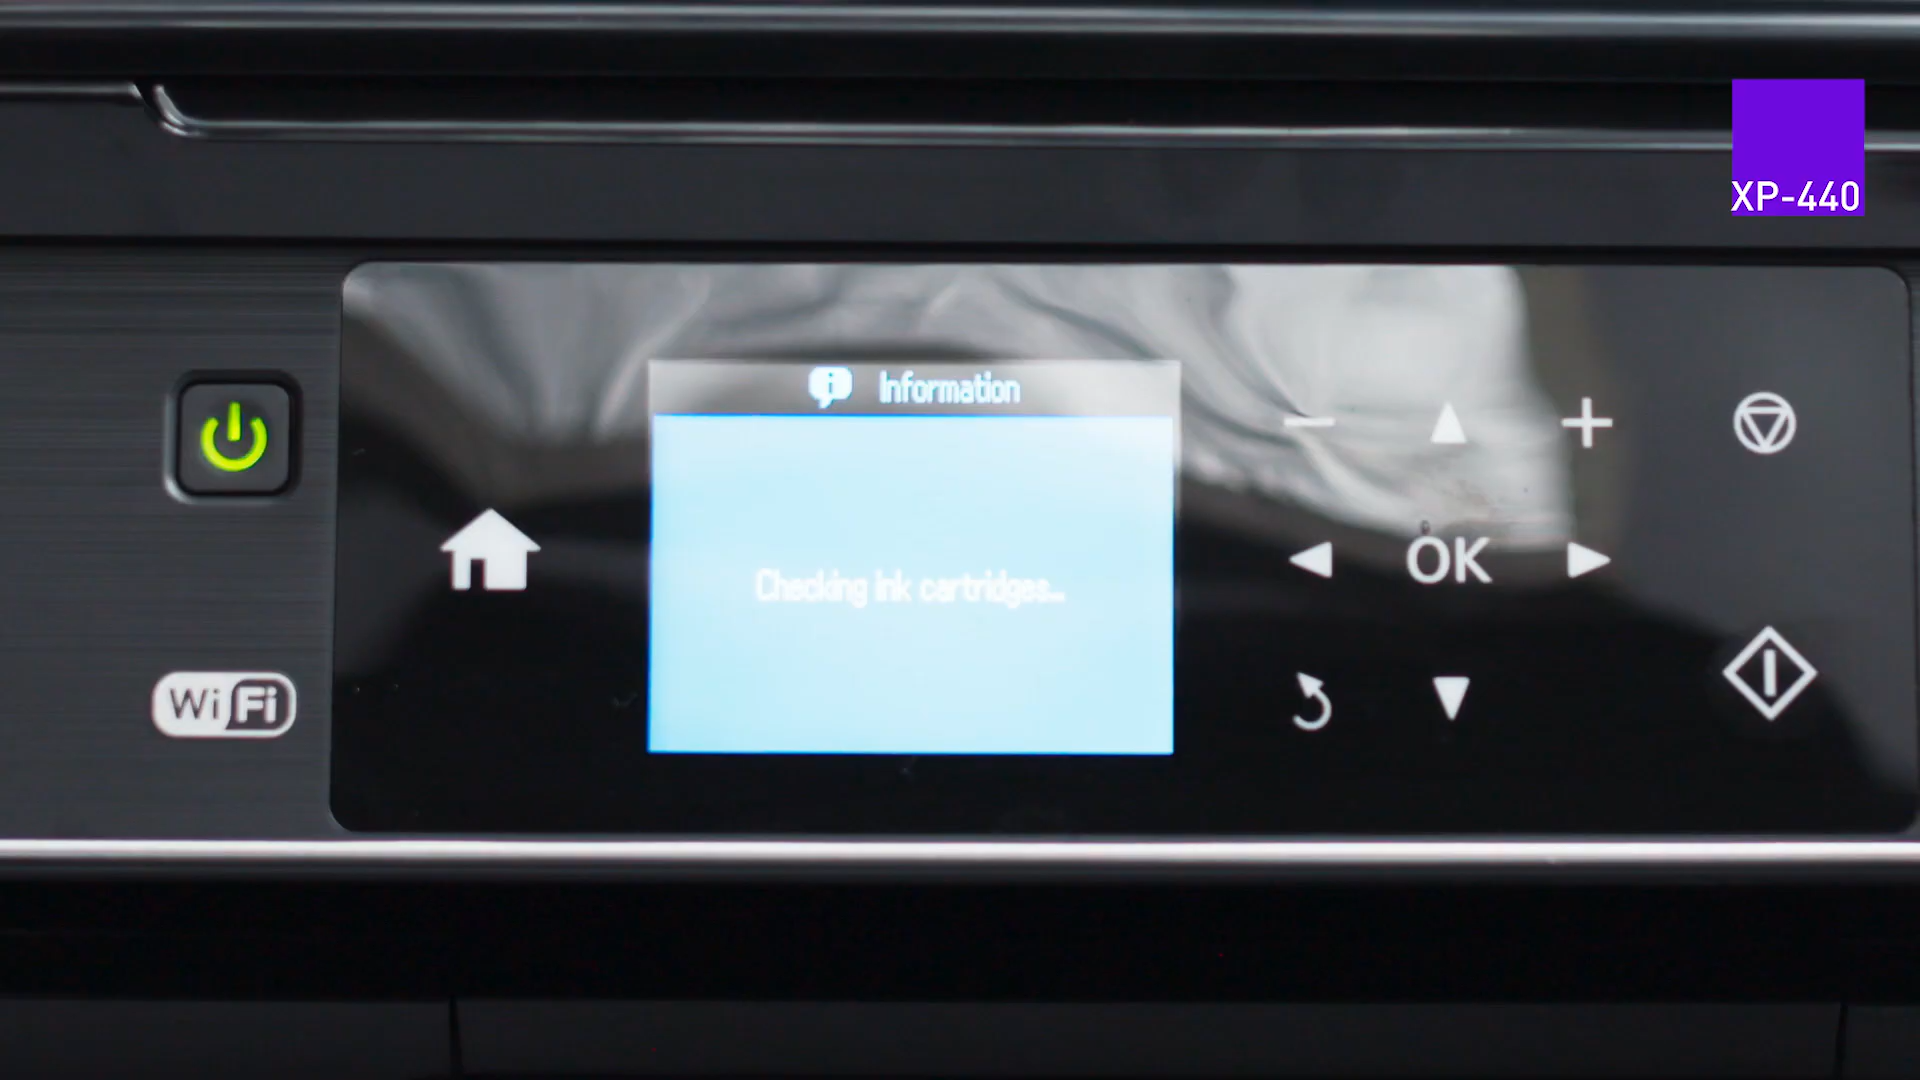 XP-440
Information
Checking ink cartridges...
OK
WiFi